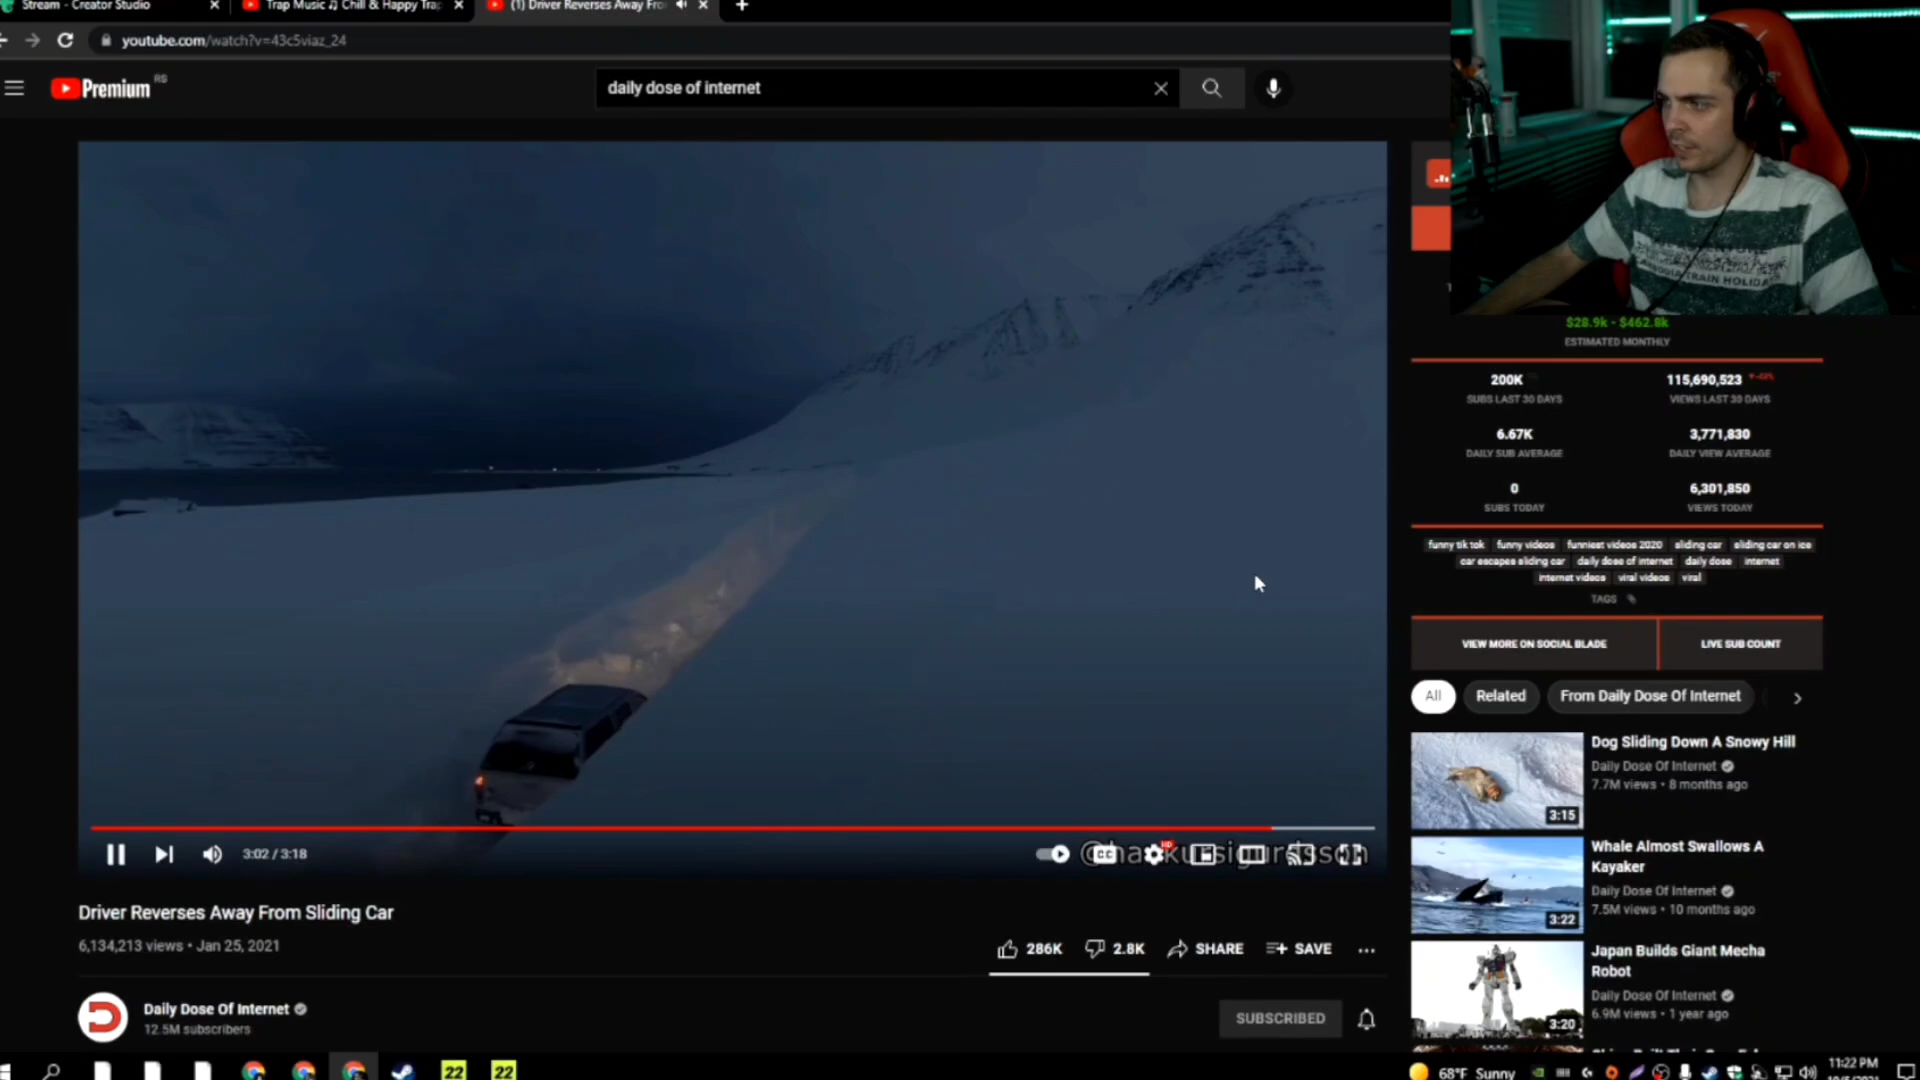 Stream - Creator Studio
Trap Music ♫ Chill & Happy Trap
(1) Driver Reverses Away Fro
youtube.com/watch?v=43c5viaz_24
Premium RS
daily dose of internet
$28.9k - $462.8k
ESTIMATED MONTHLY
200K
115,690,523
SUBS LAST 30 DAYS
VIEWS LAST 30 DAYS
6.67K
3,771,830
DAILY SUB AVERAGE
DAILY VIEW AVERAGE
0
6,301,850
SUBS TODAY
VIEWS TODAY
funny tik tok funny videos funniest videos 2020 sliding car sliding car on ice
car escapes sliding car daily dose of internet daily dose internet
internet videos viral videos viral
TAGS
VIEW MORE ON SOCIAL BLADE
LIVE SUB COUNT
All
Related
From Daily Dose Of Internet
Dog Sliding Down A Snowy Hill
Daily Dose Of Internet
7.7M views • 8 months ago
3:15
Whale Almost Swallows A
Kayaker
Daily Dose Of Internet
7.5M views • 10 months ago
3:22
Japan Builds Giant Mecha
Robot
Daily Dose Of Internet
6.9M views • 1 year ago
3:20
3:02 / 3:18
CC
HD
Driver Reverses Away From Sliding Car
6,134,213 views • Jan 25, 2021
286K
2.8K
SHARE
SAVE
Daily Dose Of Internet
12.5M subscribers
SUBSCRIBED
22
22
68°F Sunny
11:22 PM